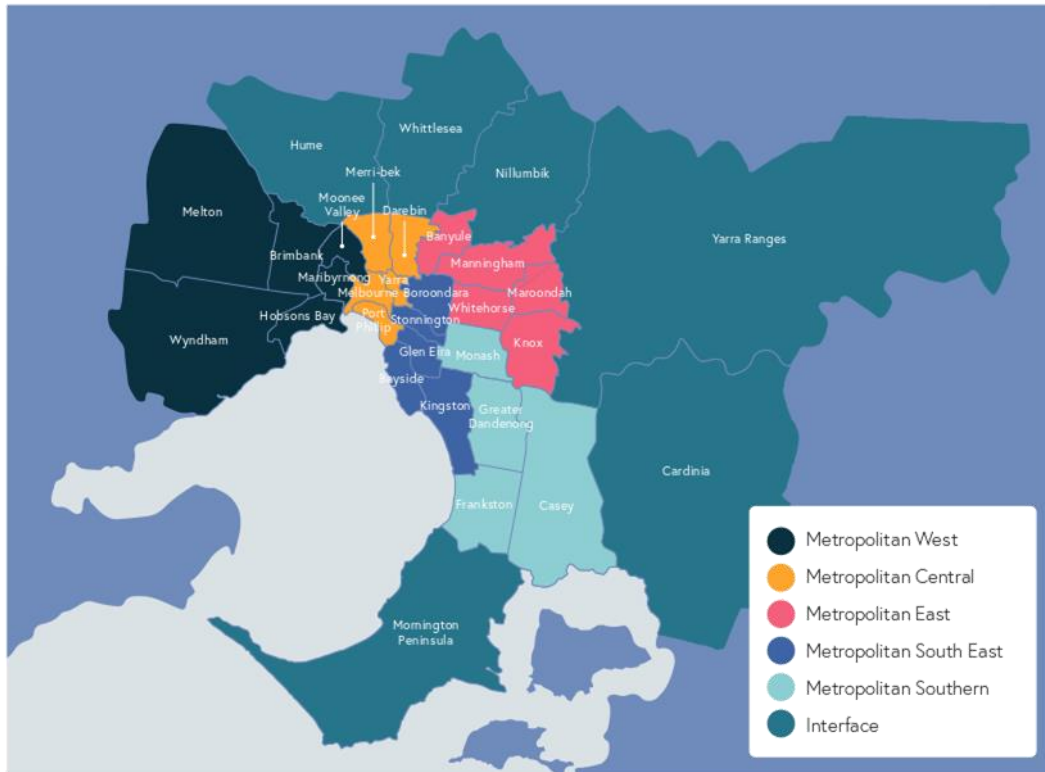 Whittlesea
Hume
Merri-bek
Nillumbik
Moonee
Valley
Darebin
Melton
Banyule
Yarra Ranges
Brimbank
Manningham
Maribyrnong
Yarra
Melbourne
Boroondara
Maroondah
Whitehorse
Hobsons Bay
Port
Phillip
Stonnington
Wyndham
Knox
Glen Eira
Monash
Bayside
Kingston
Greater
Dandenong
Cardinia
Frankston
Casey
Mornington
Peninsula
Metropolitan West
Metropolitan Central
Metropolitan East
Metropolitan South East
Metropolitan Southern
Interface